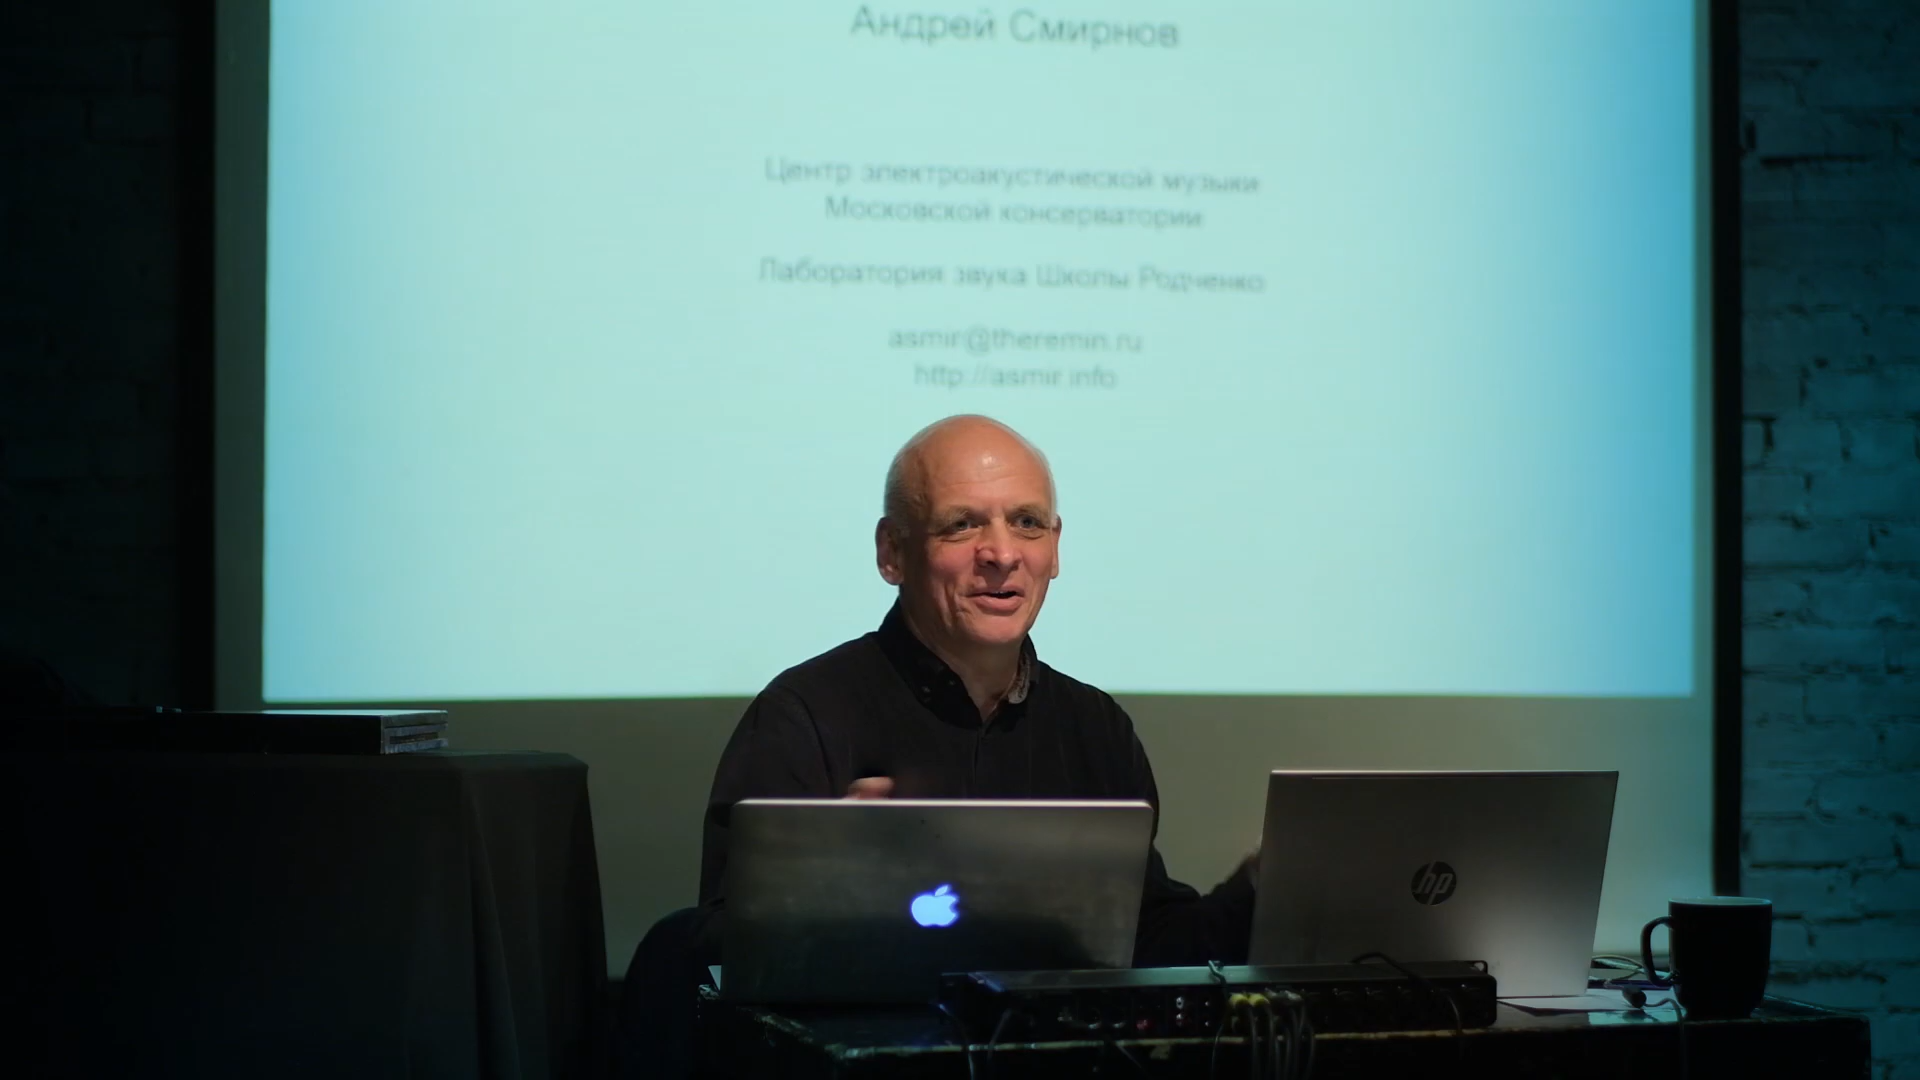 Андрей Смирнов
Центр электроакустической музыки
Московской консерватории
Лаборатория звука Школы Родченко
asmir@theremin.ru
http://asmir.info
hp